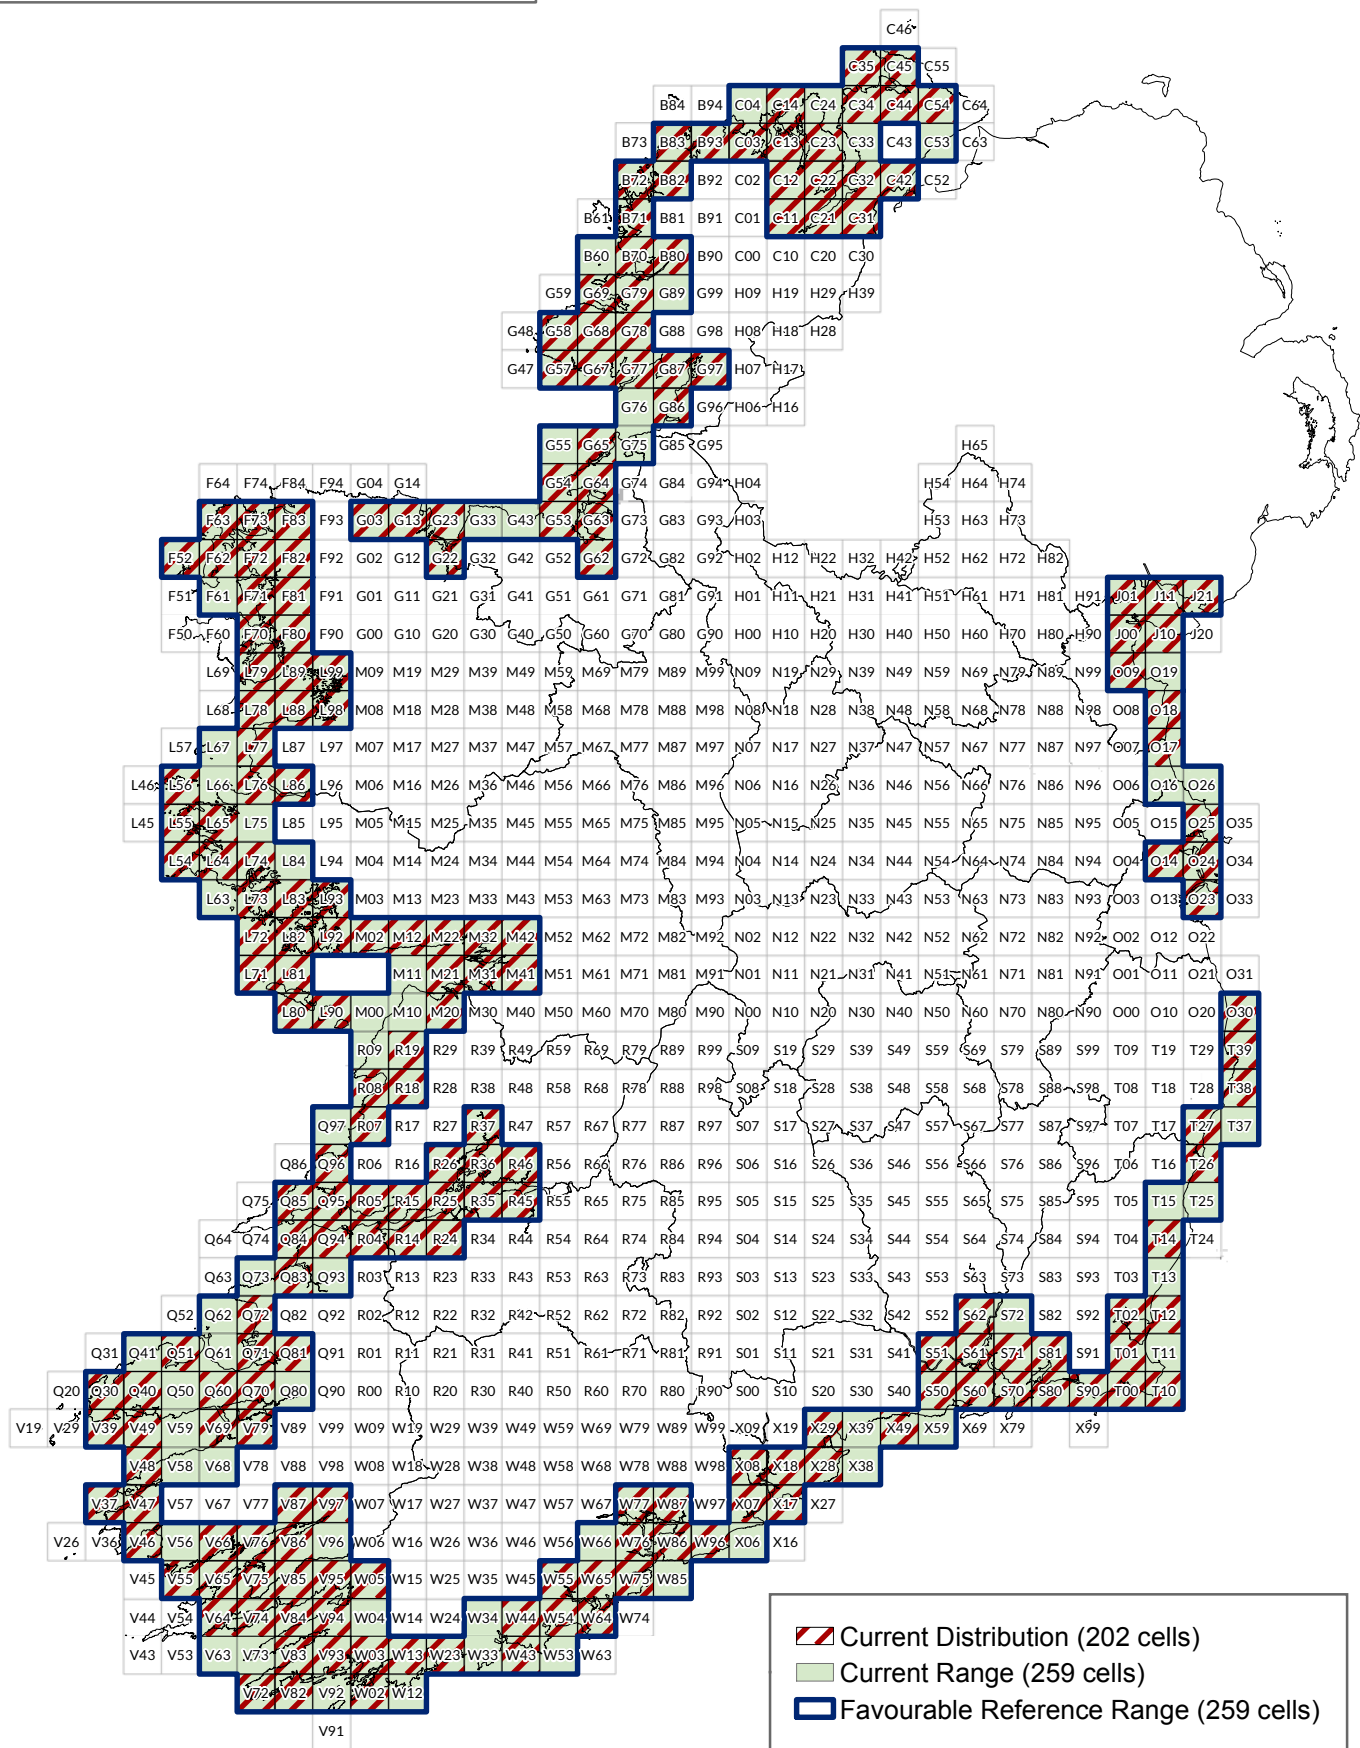 C46
C35 C45 C55
B84 B94 C04 C14 C24 C34 C44 C54 C64
B73 B83 B93 C03 C13 C23 C33 C43 C53 C63
B72 B82 B92 C02 C12 C22 C32 C42 C52
B61 B71 B81 B91 C01 C11 C21 C31
B60 B70 B80 B90 C00 C10 C20 C30
G59 G69 G79 G89 G99 H09 H19 H29 H39
G48 G58 G68 G78 G88 G98 H08 H18 H28
G47 G57 G67 G77 G87 G97 H07 H17
G76 G86 G96 H06 H16
G55 G65 G75 G85 G95 H65
F64 F74 F84 F94 G04 G14 G54 G64 G74 G84 G94 H04 H54 H64 H74
F63 F73 F83 F93 G03 G13 G23 G33 G43 G53 G63 G73 G83 G93 H03 H53 H63 H73
F52 F62 F72 F82 F92 G02 G12 G22 G32 G42 G52 G62 G72 G82 G92 H02 H12 H22 H32 H42 H52 H62 H72 H82
F51 F61 F71 F81 F91 G01 G11 G21 G31 G41 G51 G61 G71 G81 G91 H01 H11 H21 H31 H41 H51 H61 H71 H81 H91 J01 J11 J21
F50 F60 F70 F80 F90 G00 G10 G20 G30 G40 G50 G60 G70 G80 G90 H00 H10 H20 H30 H40 H50 H60 H70 H80 H90 J00 J10 J20
L69 L79 L89 L99 M09 M19 M29 M39 M49 M59 M69 M79 M89 M99 N09 N19 N29 N39 N49 N59 N69 N79 N89 N99 O09 O19
L68 L78 L88 L98 M08 M18 M28 M38 M48 M58 M68 M78 M88 M98 N08 N18 N28 N38 N48 N58 N68 N78 N88 N98 O08 O18
L57 L67 L77 L87 L97 M07 M17 M27 M37 M47 M57 M67 M77 M87 M97 N07 N17 N27 N37 N47 N57 N67 N77 N87 N97 O07 O17
L46 L56 L66 L76 L86 L96 M06 M16 M26 M36 M46 M56 M66 M76 M86 M96 N06 N16 N26 N36 N46 N56 N66 N76 N86 N96 O06 O16 O26
L45 L55 L65 L75 L85 L95 M05 M15 M25 M35 M45 M55 M65 M75 M85 M95 N05 N15 N25 N35 N45 N55 N65 N75 N85 N95 O05 O15 O25 O35
L54 L64 L74 L84 L94 M04 M14 M24 M34 M44 M54 M64 M74 M84 M94 N04 N14 N24 N34 N44 N54 N64 N74 N84 N94 O04 O14 O24 O34
L63 L73 L83 L93 M03 M13 M23 M33 M43 M53 M63 M73 M83 M93 N03 N13 N23 N33 N43 N53 N63 N73 N83 N93 O03 O13 O23 O33
L72 L82 L92 M02 M12 M22 M32 M42 M52 M62 M72 M82 M92 N02 N12 N22 N32 N42 N52 N62 N72 N82 N92 O02 O12 O22
L71 L81 M11 M21 M31 M41 M51 M61 M71 M81 M91 N01 N11 N21 N31 N41 N51 N61 N71 N81 N91 O01 O11 O21 O31
L80 L90 M00 M10 M20 M30 M40 M50 M60 M70 M80 M90 N00 N10 N20 N30 N40 N50 N60 N70 N80 N90 O00 O10 O20 O30
R09 R19 R29 R39 R49 R59 R69 R79 R89 R99 S09 S19 S29 S39 S49 S59 S69 S79 S89 S99 T09 T19 T29 T39
R08 R18 R28 R38 R48 R58 R68 R78 R88 R98 S08 S18 S28 S38 S48 S58 S68 S78 S88 S98 T08 T18 T28 T38
Q97 R07 R17 R27 R37 R47 R57 R67 R77 R87 R97 S07 S17 S27 S37 S47 S57 S67 S77 S87 S97 T07 T17 T27 T37
Q86 Q96 R06 R16 R26 R36 R46 R56 R66 R76 R86 R96 S06 S16 S26 S36 S46 S56 S66 S76 S86 S96 T06 T16 T26
Q75 Q85 Q95 R05 R15 R25 R35 R45 R55 R65 R75 R85 R95 S05 S15 S25 S35 S45 S55 S65 S75 S85 S95 T05 T15 T25
Q64 Q74 Q84 Q94 R04 R14 R24 R34 R44 R54 R64 R74 R84 R94 S04 S14 S24 S34 S44 S54 S64 S74 S84 S94 T04 T14 T24
Q63 Q73 Q83 Q93 R03 R13 R23 R33 R43 R53 R63 R73 R83 R93 S03 S13 S23 S33 S43 S53 S63 S73 S83 S93 T03 T13
Q52 Q62 Q72 Q82 Q92 R02 R12 R22 R32 R42 R52 R62 R72 R82 R92 S02 S12 S22 S32 S42 S52 S62 S72 S82 S92 T02 T12
Q31 Q41 Q51 Q61 Q71 Q81 Q91 R01 R11 R21 R31 R41 R51 R61 R71 R81 R91 S01 S11 S21 S31 S41 S51 S61 S71 S81 S91 T01 T11
Q20 Q30 Q40 Q50 Q60 Q70 Q80 Q90 R00 R10 R20 R30 R40 R50 R60 R70 R80 R90 S00 S10 S20 S30 S40 S50 S60 S70 S80 S90 T00 T10
V19 V29 V39 V49 V59 V69 V79 V89 V99 W09 W19 W29 W39 W49 W59 W69 W79 W89 W99 X09 X19 X29 X39 X49 X59 X69 X79 X99
V48 V58 V68 V78 V88 V98 W08 W18 W28 W38 W48 W58 W68 W78 W88 W98 X08 X18 X28 X38
V37 V47 V57 V67 V77 V87 V97 W07 W17 W27 W37 W47 W57 W67 W77 W87 W97 X07 X17 X27
V26 V36 V46 V56 V66 V76 V86 V96 W06 W16 W26 W36 W46 W56 W66 W76 W86 W96 X06 X16
V45 V55 V65 V75 V85 V95 W05 W15 W25 W35 W45 W55 W65 W75 W85
V44 V54 V64 V74 V84 V94 W04 W14 W24 W34 W44 W54 W64 W74
V43 V53 V63 V73 V83 V93 W03 W13 W23 W33 W43 W53 W63
V72 V82 V92 W02 W12
V91
Current Distribution (202 cells)
Current Range (259 cells)
Favourable Reference Range (259 cells)